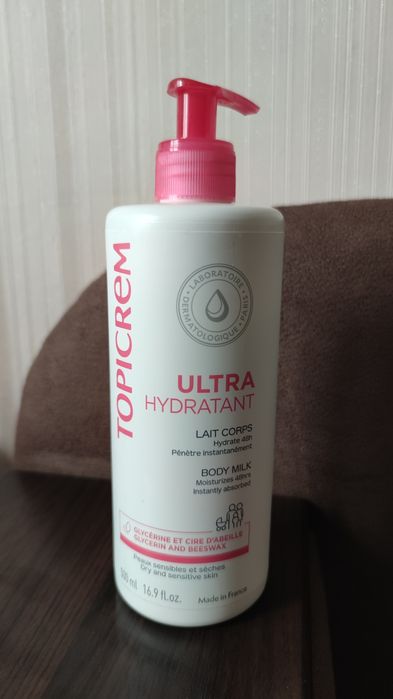 TOPICREM
LABORATOIRE
DERMATOLOGIQUE • PARIS
ULTRA
HYDRATANT
LAIT CORPS
Hydrate 48h
Pénètre instantanément
BODY MILK
Moisturizes 48hrs
Instantly absorbed
GLYCÉRINE ET CIRE D'ABEILLE
GLYCERIN AND BEESWAX
Peaux sensibles et sèches
Dry and sensitive skin
500 ml 16.9 fl.oz. Made in France